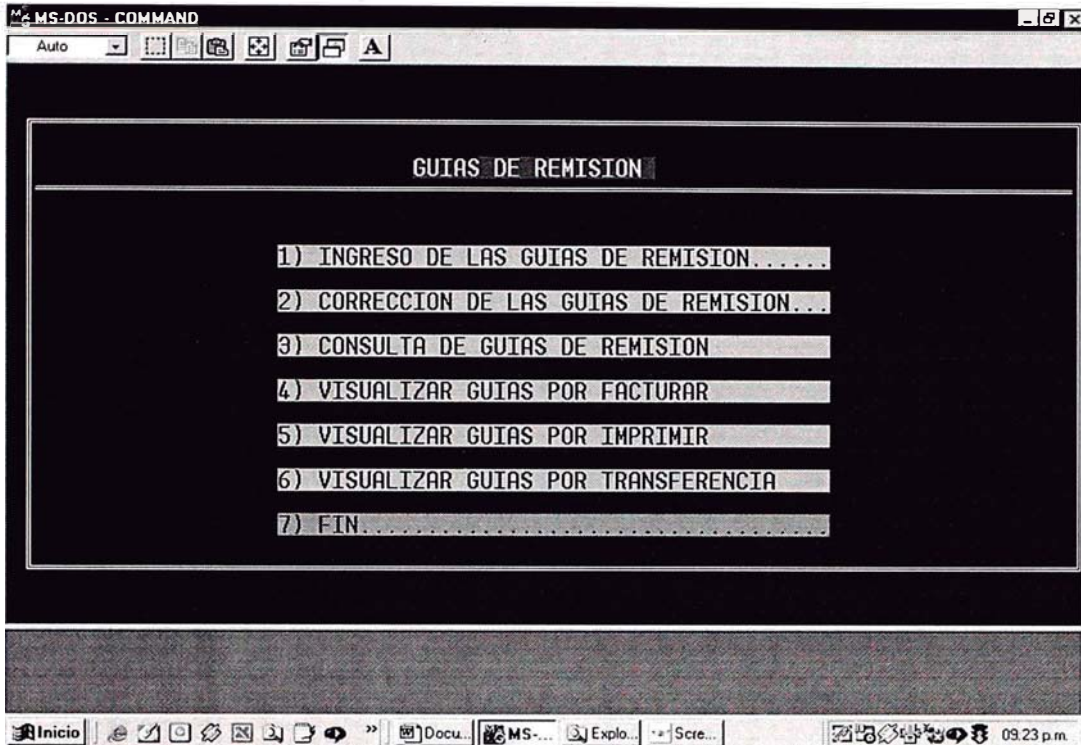 MS-DOS - COMMAND
Auto
A
GUIAS DE REMISION
1) INGRESO DE LAS GUIAS DE REMISION......
2) CORRECCION DE LAS GUIAS DE REMISION...
3) CONSULTA DE GUIAS DE REMISION
4) VISUALIZAR GUIAS POR FACTURAR
5) VISUALIZAR GUIAS POR IMPRIMIR
6) VISUALIZAR GUIAS POR TRANSFERENCIA
7) FIN..................................
Inicio
Docu...
MS-...
Explo...
Scre...
09.23 p.m.